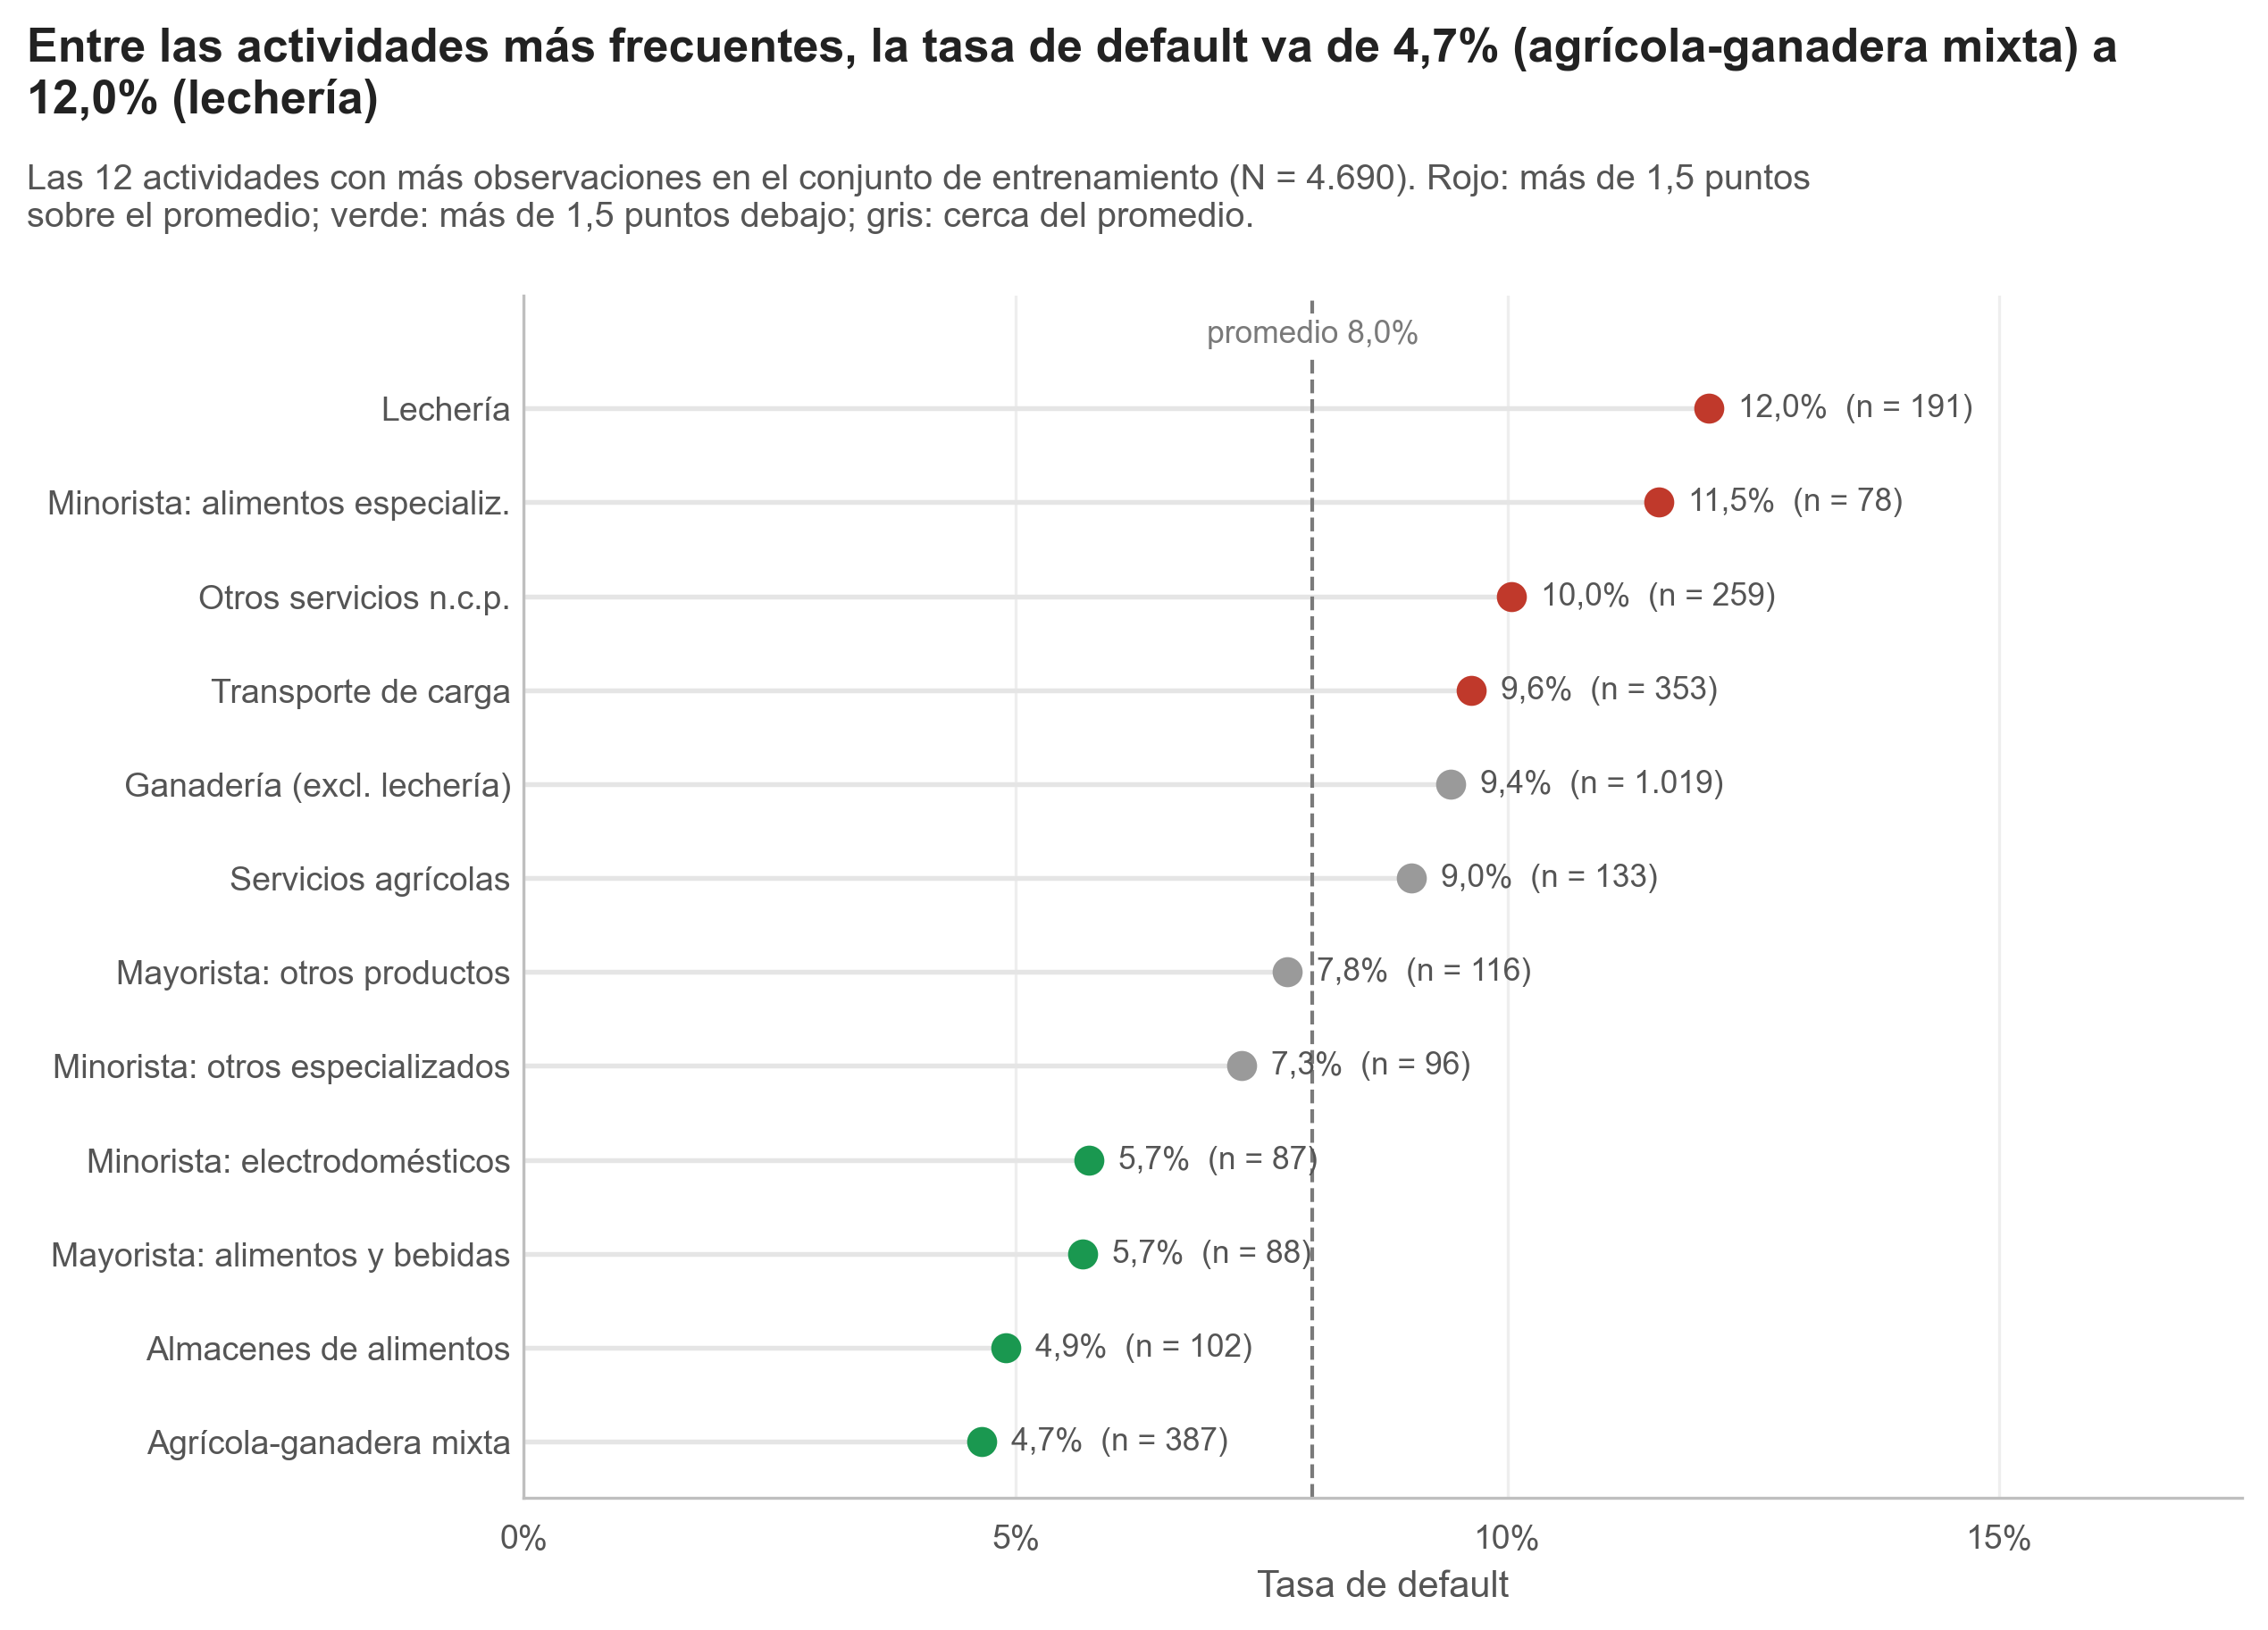 Entre las actividades más frecuentes, la tasa de default va de 4,7% (agrícola-ganadera mixta) a
12,0% (lechería)
Las 12 actividades con más observaciones en el conjunto de entrenamiento (N = 4.690). Rojo: más de 1,5 puntos
sobre el promedio; verde: más de 1,5 puntos debajo; gris: cerca del promedio.
promedio 8,0%
Lechería 12,0% (n = 191)
Minorista: alimentos especializ. 11,5% (n = 78)
Otros servicios n.c.p. 10,0% (n = 259)
Transporte de carga 9,6% (n = 353)
Ganadería (excl. lechería) 9,4% (n = 1.019)
Servicios agrícolas 9,0% (n = 133)
Mayorista: otros productos 7,8% (n = 116)
Minorista: otros especializados 7,3% (n = 96)
Minorista: electrodomésticos 5,7% (n = 87)
Mayorista: alimentos y bebidas 5,7% (n = 88)
Almacenes de alimentos 4,9% (n = 102)
Agrícola-ganadera mixta 4,7% (n = 387)
0% 5% 10% 15%
Tasa de default